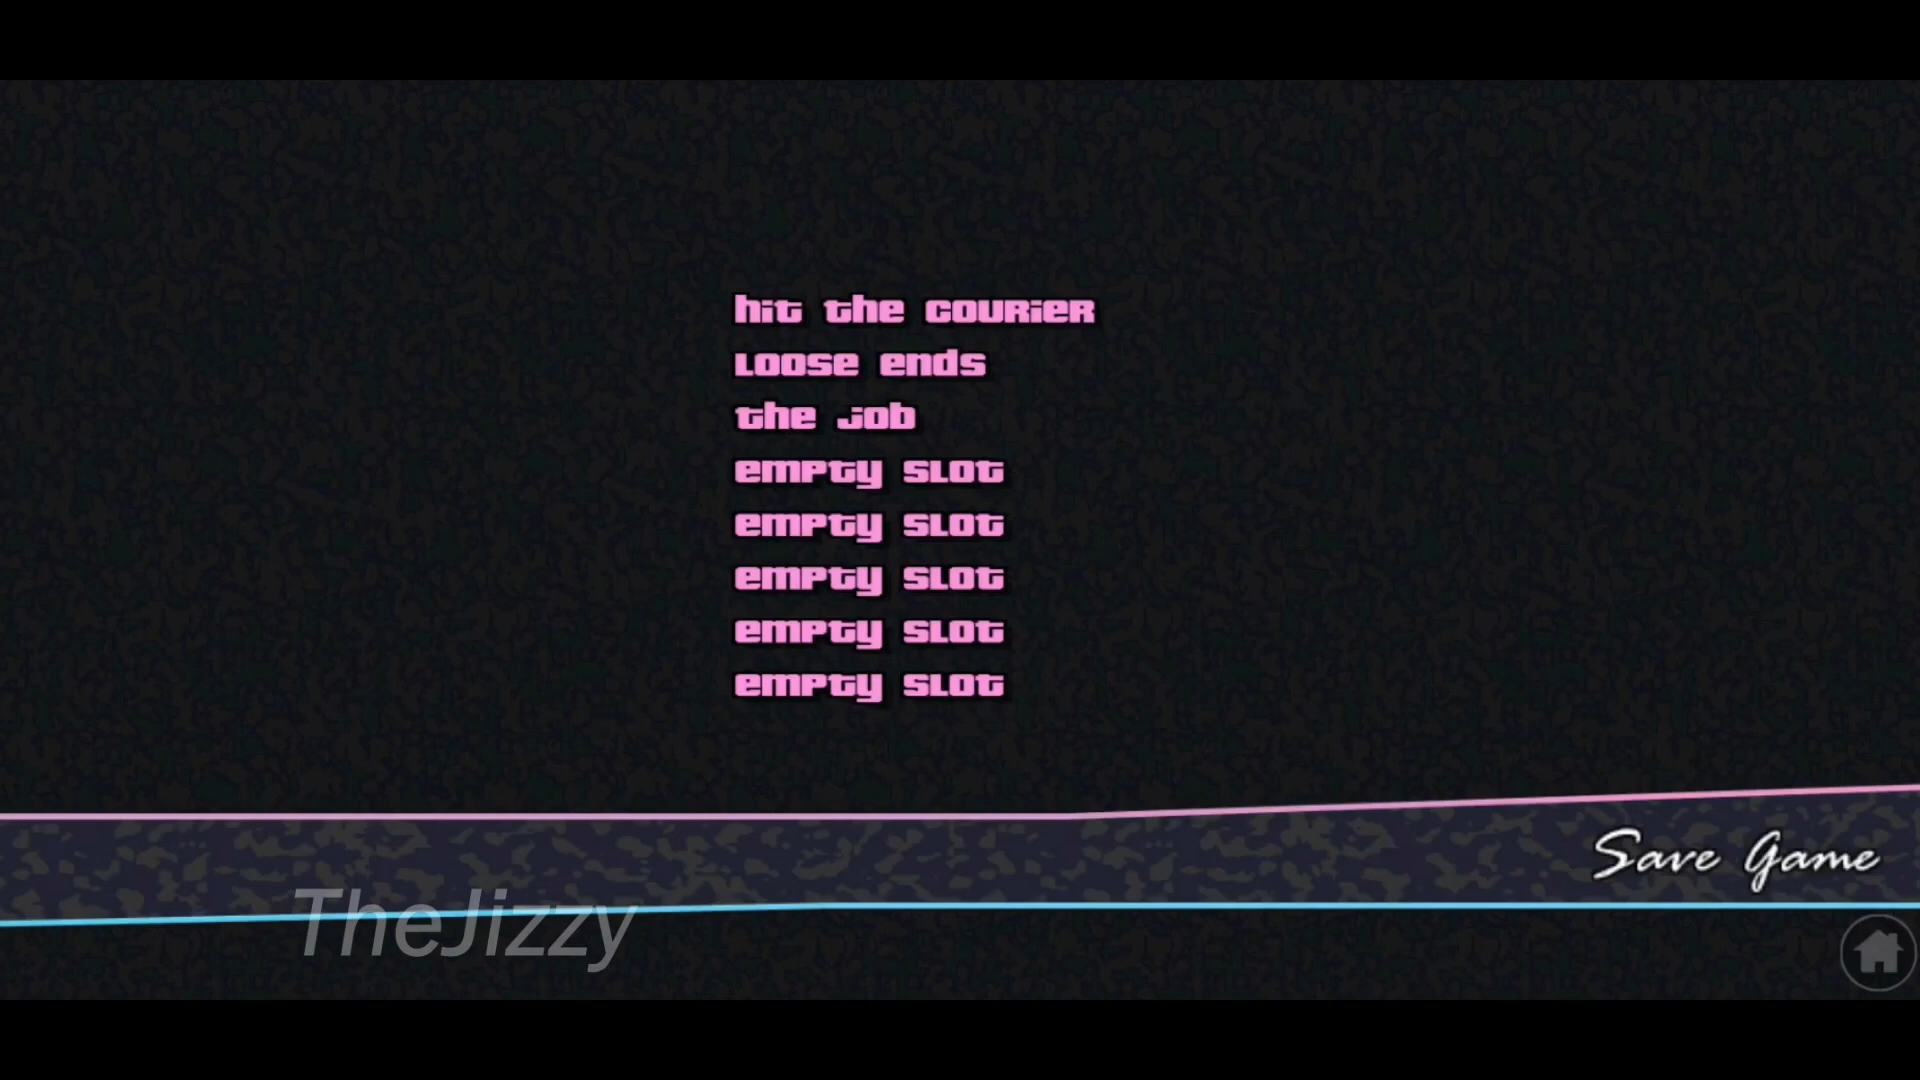 hit the courier
Loose ends
the job
empty slot
empty slot
empty slot
empty slot
empty slot
Save Game
TheJizzy